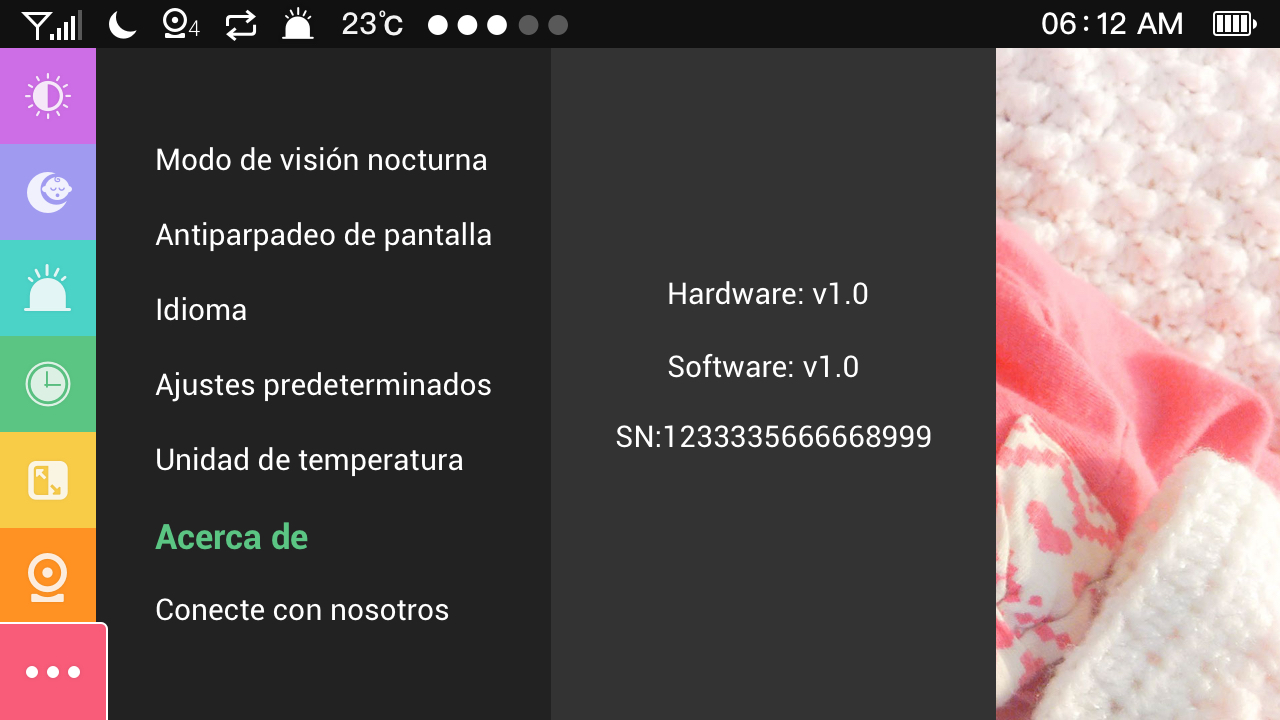 4 23℃ 06:12 AM
Modo de visión nocturna
Antiparpadeo de pantalla
Idioma
Ajustes predeterminados
Unidad de temperatura
Acerca de
Conecte con nosotros
Hardware: v1.0
Software: v1.0
SN:1233335666668999